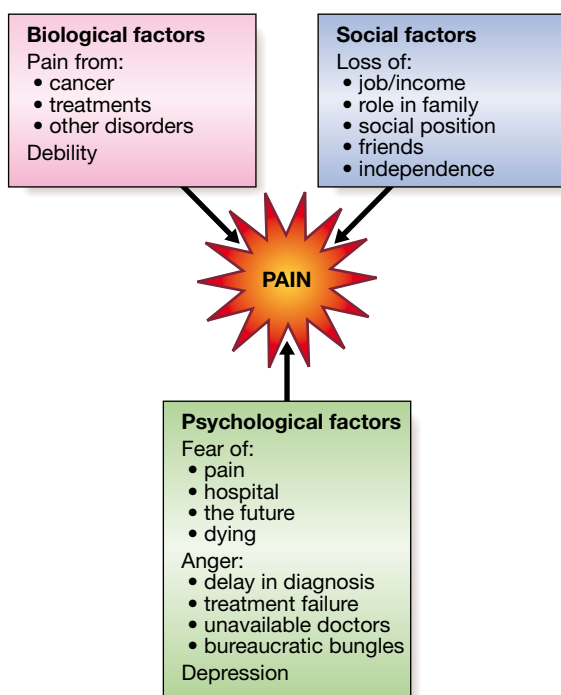 Biological factors
Pain from:
• cancer
• treatments
• other disorders
Debility
Social factors
Loss of:
• job/income
• role in family
• social position
• friends
• independence
PAIN
Psychological factors
Fear of:
• pain
• hospital
• the future
• dying
Anger:
• delay in diagnosis
• treatment failure
• unavailable doctors
• bureaucratic bungles
Depression